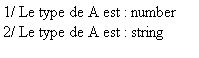 1/ Le type de A est : number
2/ Le type de A est : string